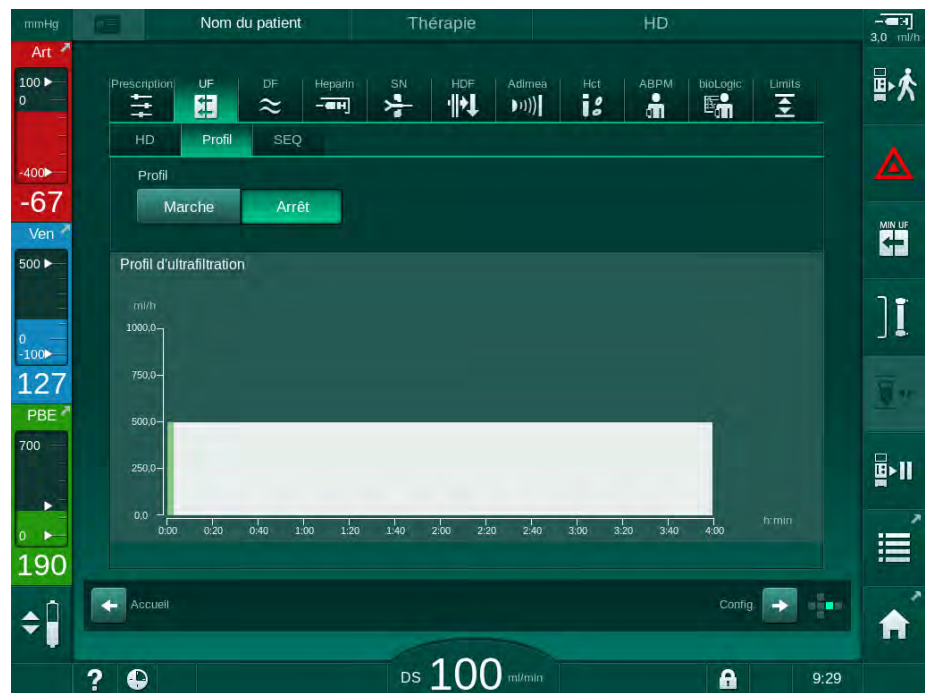 mmHg
Nom du patient
Thérapie
HD
3,0 ml/h
Art
100
0
-400
-67
Ven
500
0
-100
127
PBE
700
0
190
Prescription
UF
DF
Heparin
SN
HDF
Adimea
Hct
ABPM
bioLogic
Limits
HD
Profil
SEQ
Profil
Marche
Arrêt
Profil d'ultrafiltration
ml/h
1000,0
750,0
500,0
250,0
0,0
0:00 0:20 0:40 1:00 1:20 1:40 2:00 2:20 2:40 3:00 3:20 3:40 4:00
h:min
Accueil
Config.
MIN UF
?
DS 100 ml/min
9:29